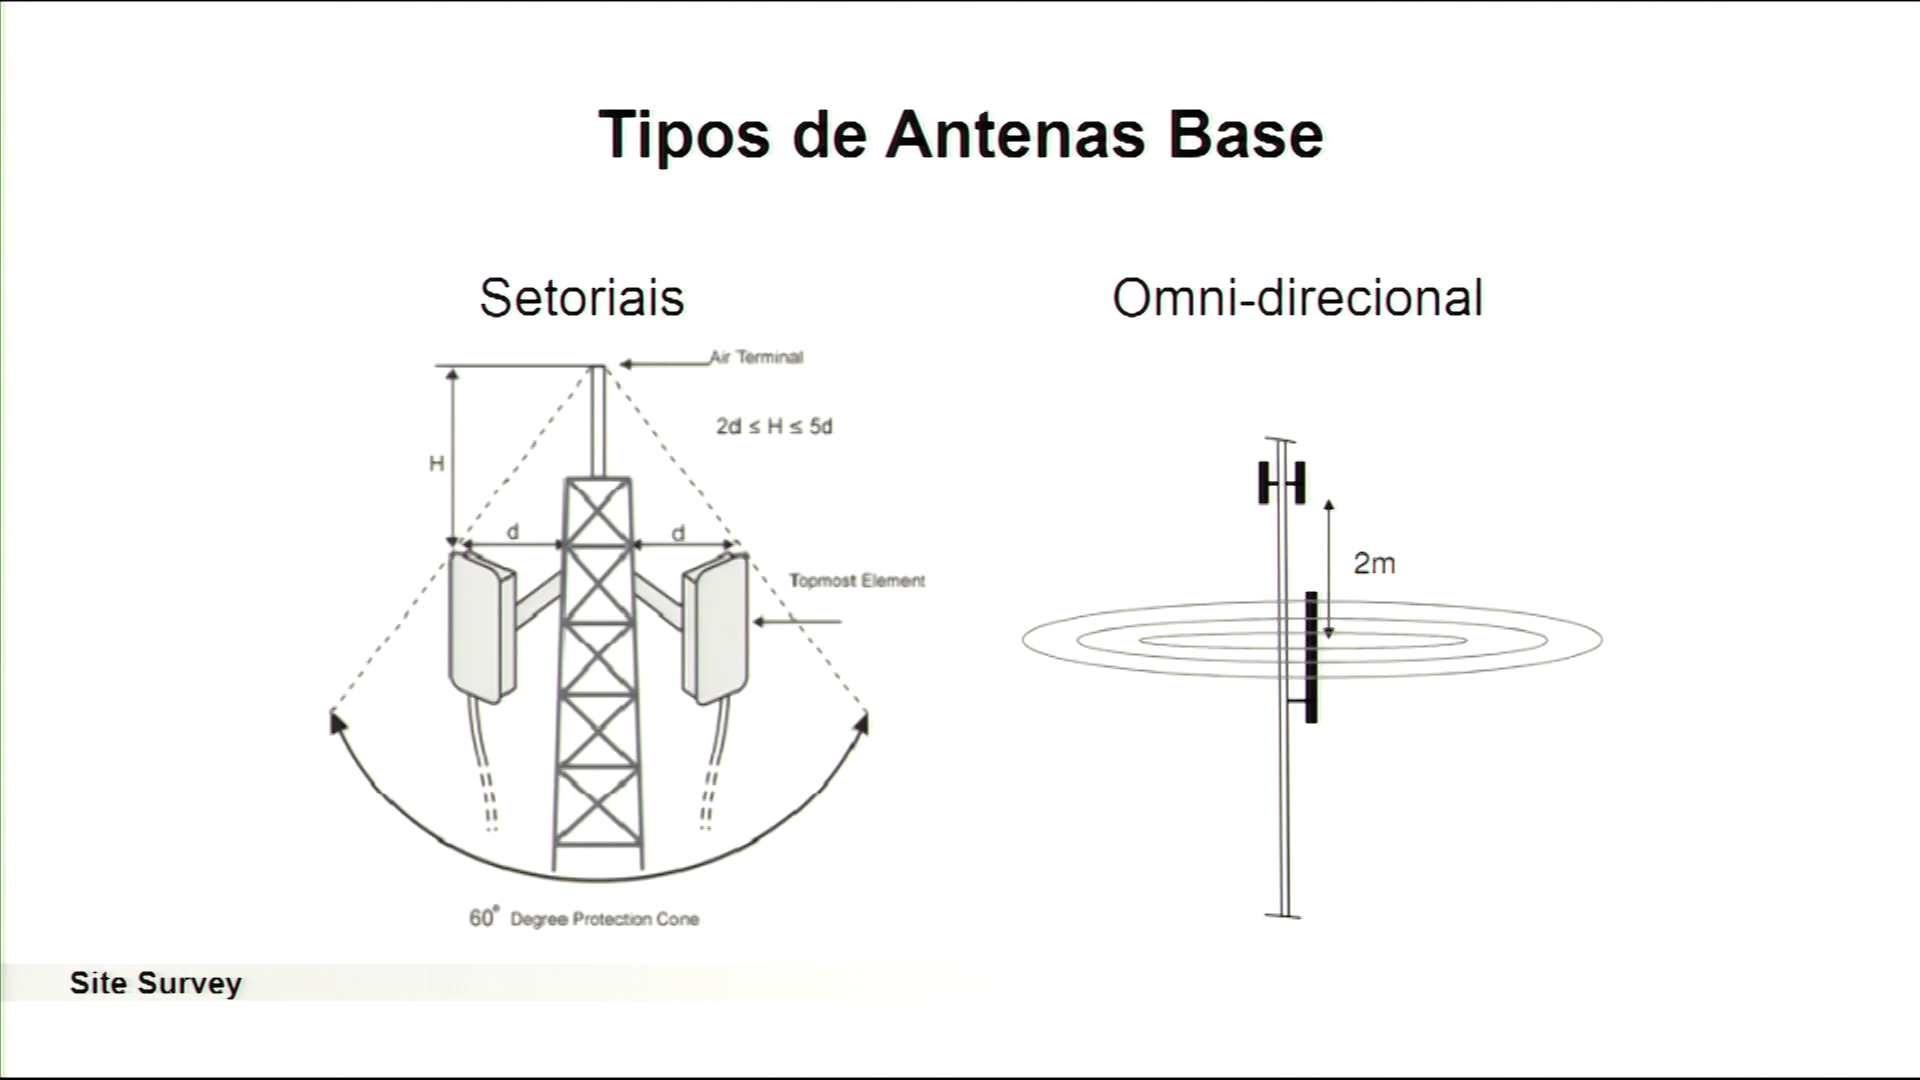 Tipos de Antenas Base
Setoriais
Omni-direcional
Air Terminal
2d ≤ H ≤ 5d
H
d
d
Topmost Element
2m
60° Degree Protection Cone
Site Survey